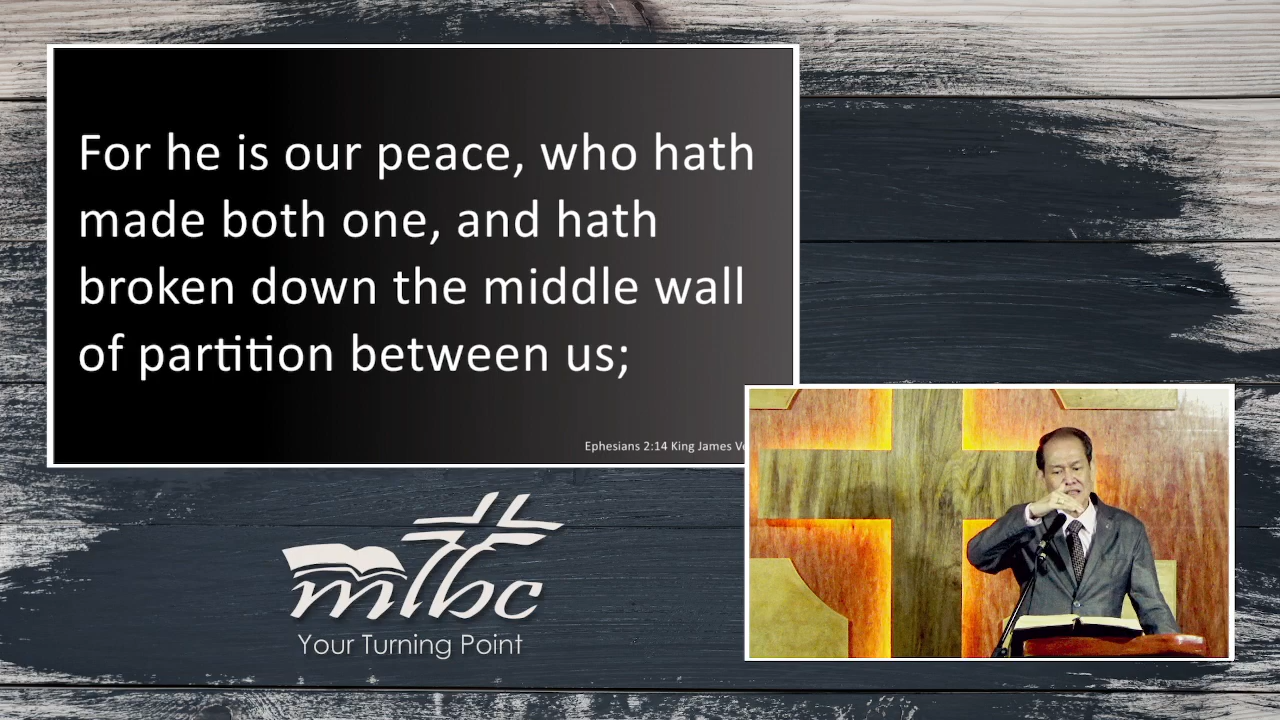 For he is our peace, who hath
made both one, and hath
broken down the middle wall
of partition between us;
Ephesians 2:14 King James
mlbc
Your Turning Point